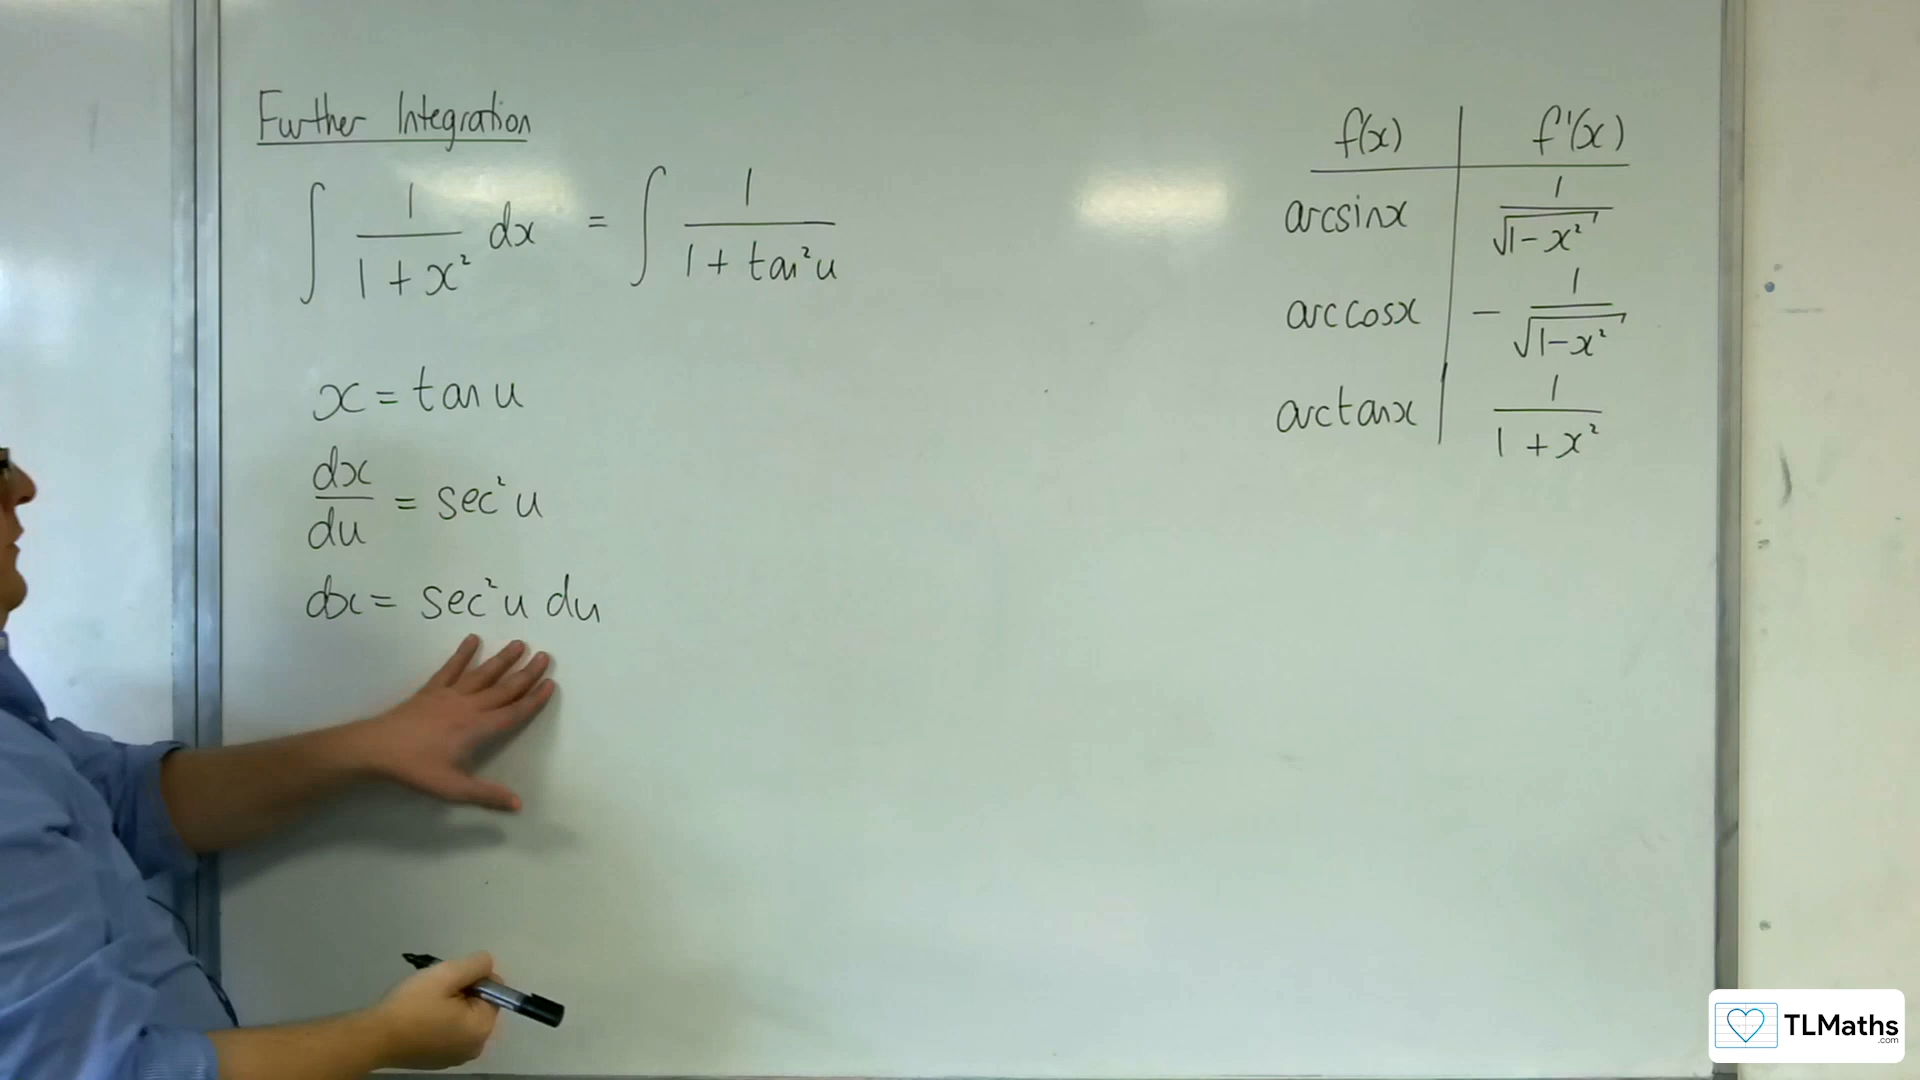 Further Integration
∫ 1/(1 + x²) dx = ∫ 1/(1 + tan²u)
x = tan u
dx/du = sec²u
dx = sec²u du
f(x) | f'(x)
arcsinx | 1/√(1-x²)
arccosx | - 1/√(1-x²)
arctanx | 1/(1 + x²)
TLMaths
.com